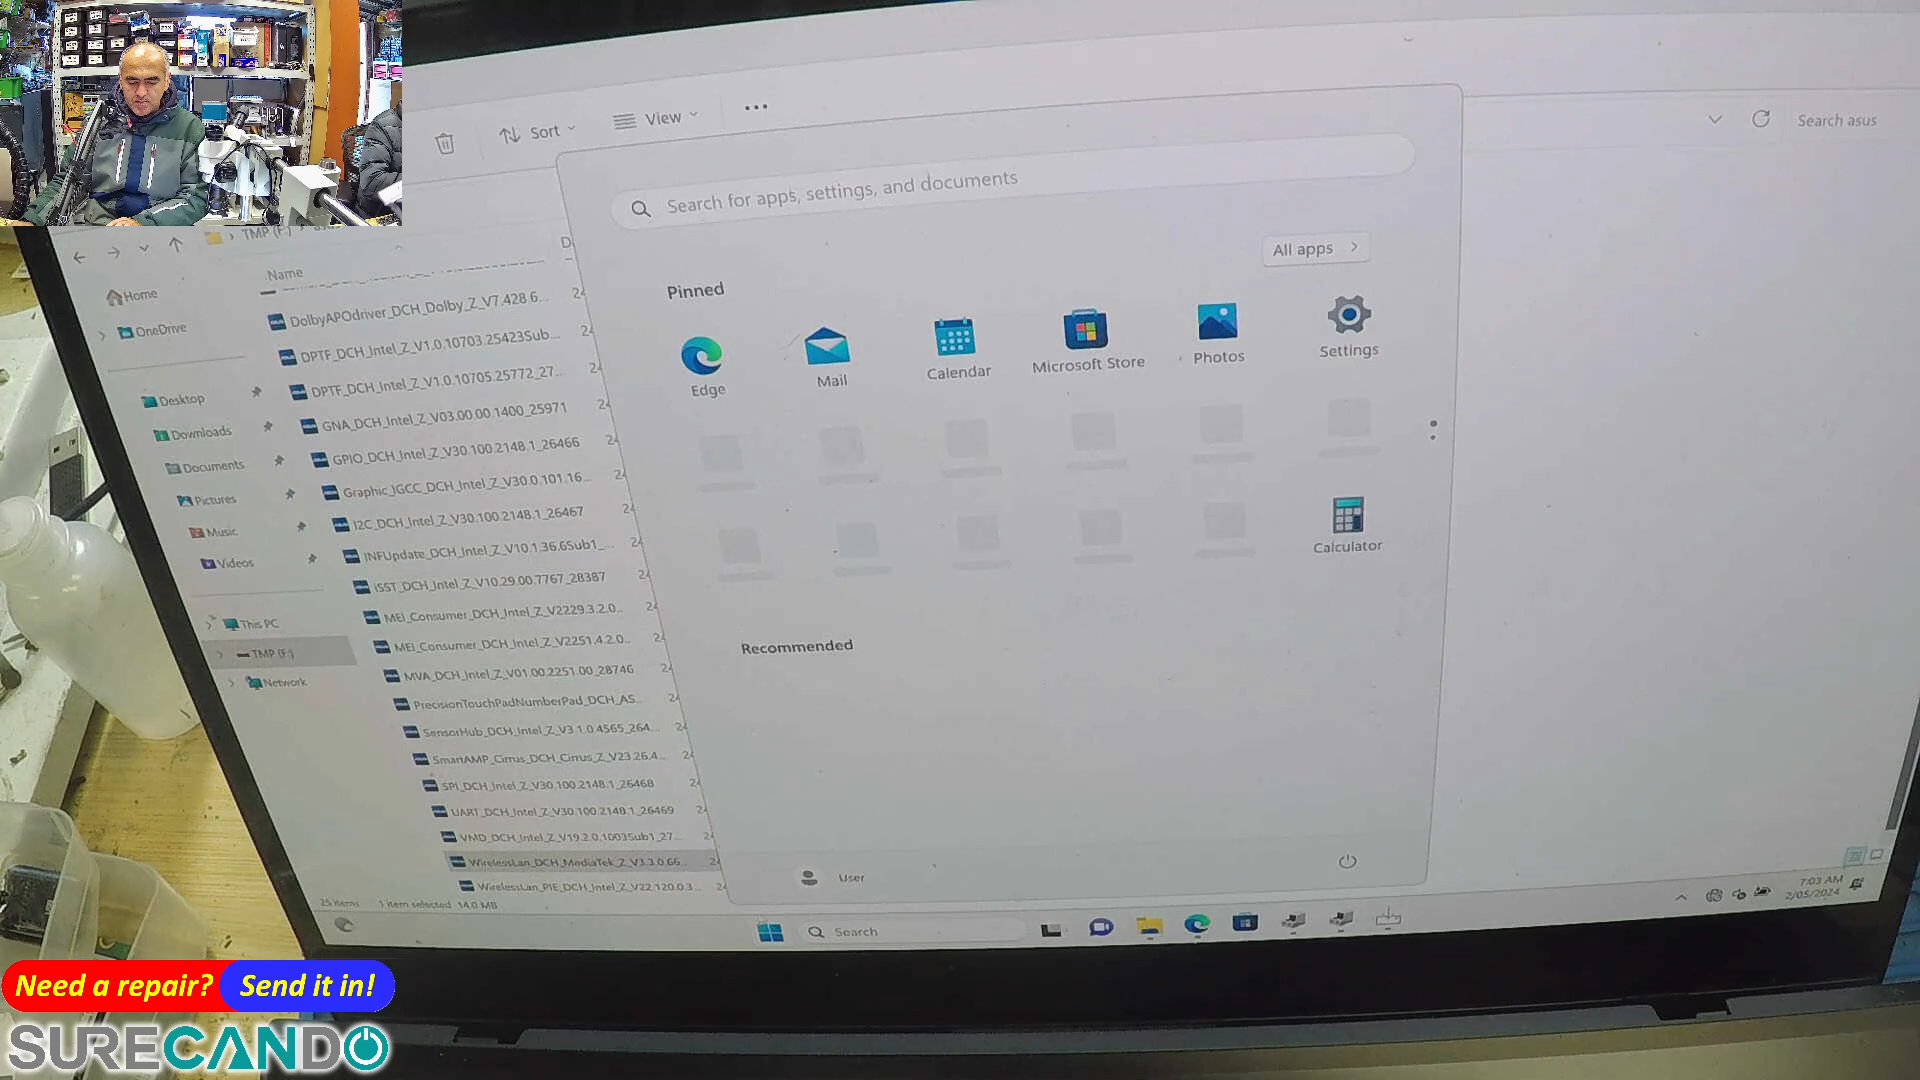 Sort
View
Search asus
TMP (F:)
Name
Home
OneDrive
Desktop
Downloads
Documents
Pictures
Music
Videos
This PC
TMP (F:)
Network
DolbyAPOdriver_DCH_Dolby_Z_V7.428.6...
DPTF_DCH_Intel_Z_V1.0.10703.25423Sub...
DPTF_DCH_Intel_Z_V1.0.10705.25772_27...
GNA_DCH_Intel_Z_V03.00.00.1400_25971
GPIO_DCH_Intel_Z_V30.100.2148.1_26466
Graphic_IGCC_DCH_Intel_Z_V30.0.101.16...
I2C_DCH_Intel_Z_V30.100.2148.1_26467
INFUpdate_DCH_Intel_Z_V10.1.36.6Sub1_...
ISST_DCH_Intel_Z_V10.29.00.7767_28387
MEI_Consumer_DCH_Intel_Z_V2229.3.2.0...
MEI_Consumer_DCH_Intel_Z_V2251.4.2.0...
MVA_DCH_Intel_Z_V01.00.2251.00_28746
PrecisionTouchPadNumberPad_DCH_AS...
SensorHub_DCH_Intel_Z_V3.1.0.4565_264...
SmartAMP_Cirrus_DCH_Cirrus_Z_V23.26.4...
SPI_DCH_Intel_Z_V30.100.2148.1_26468
UART_DCH_Intel_Z_V30.100.2148.1_26469
VMD_DCH_Intel_Z_V19.2.0.1003Sub1_27...
WirelessLan_DCH_MediaTek_Z_V3.3.0.66...
WirelessLan_PIE_DCH_Intel_Z_V22.120.0.3...
25 items 1 item selected 14.0 MB
Search for apps, settings, and documents
All apps
Pinned
Edge
Mail
Calendar
Microsoft Store
Photos
Settings
Calculator
Recommended
User
Search
7:03 AM
2/05/2024
Need a repair? Send it in!
SURECANDO